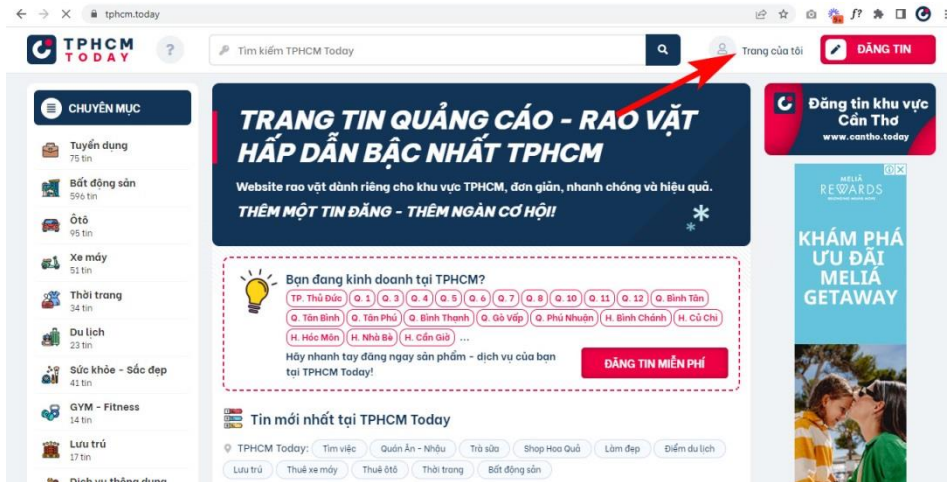 tphcm.today
TPHCM
TODAY
?
Tìm kiếm TPHCM Today
Trang của tôi
ĐĂNG TIN
CHUYÊN MỤC
Tuyển dụng
75 tin
Bất động sản
596 tin
Ôtô
95 tin
Xe máy
51 tin
Thời trang
34 tin
Du lịch
23 tin
Sức khỏe - Sắc đẹp
41 tin
GYM - Fitness
14 tin
Lưu trú
17 tin
Dịch vụ thông dụng
TRANG TIN QUẢNG CÁO - RAO VẶT
HẤP DẪN BẬC NHẤT TPHCM
Website rao vặt dành riêng cho khu vực TPHCM, đơn giản, nhanh chóng và hiệu quả.
THÊM MỘT TIN ĐĂNG - THÊM NGÀN CƠ HỘI!
Bạn đang kinh doanh tại TPHCM?
TP. Thủ Đức Q. 1 Q. 3 Q. 4 Q. 5 Q. 6 Q. 7 Q. 8 Q. 10 Q. 11 Q. 12 Q. Bình Tân
Q. Tân Bình Q. Tân Phú Q. Bình Thạnh Q. Gò Vấp Q. Phú Nhuận H. Bình Chánh H. Củ Chi
H. Hóc Môn H. Nhà Bè H. Cần Giờ ...
Hãy nhanh tay đăng ngay sản phẩm - dịch vụ của bạn
tại TPHCM Today!
ĐĂNG TIN MIỄN PHÍ
Tin mới nhất tại TPHCM Today
TPHCM Today: Tìm việc Quán Ăn - Nhậu Trà sữa Shop Hoa Quả Làm đẹp Điểm du lịch
Lưu trú Thuê xe máy Thuê ôtô Thời trang Bất động sản
Đăng tin khu vực
Cần Thơ
www.cantho.today
MELIÁ
REWARDS
KHÁM PHÁ
ƯU ĐÃI
MELIÁ
GETAWAY